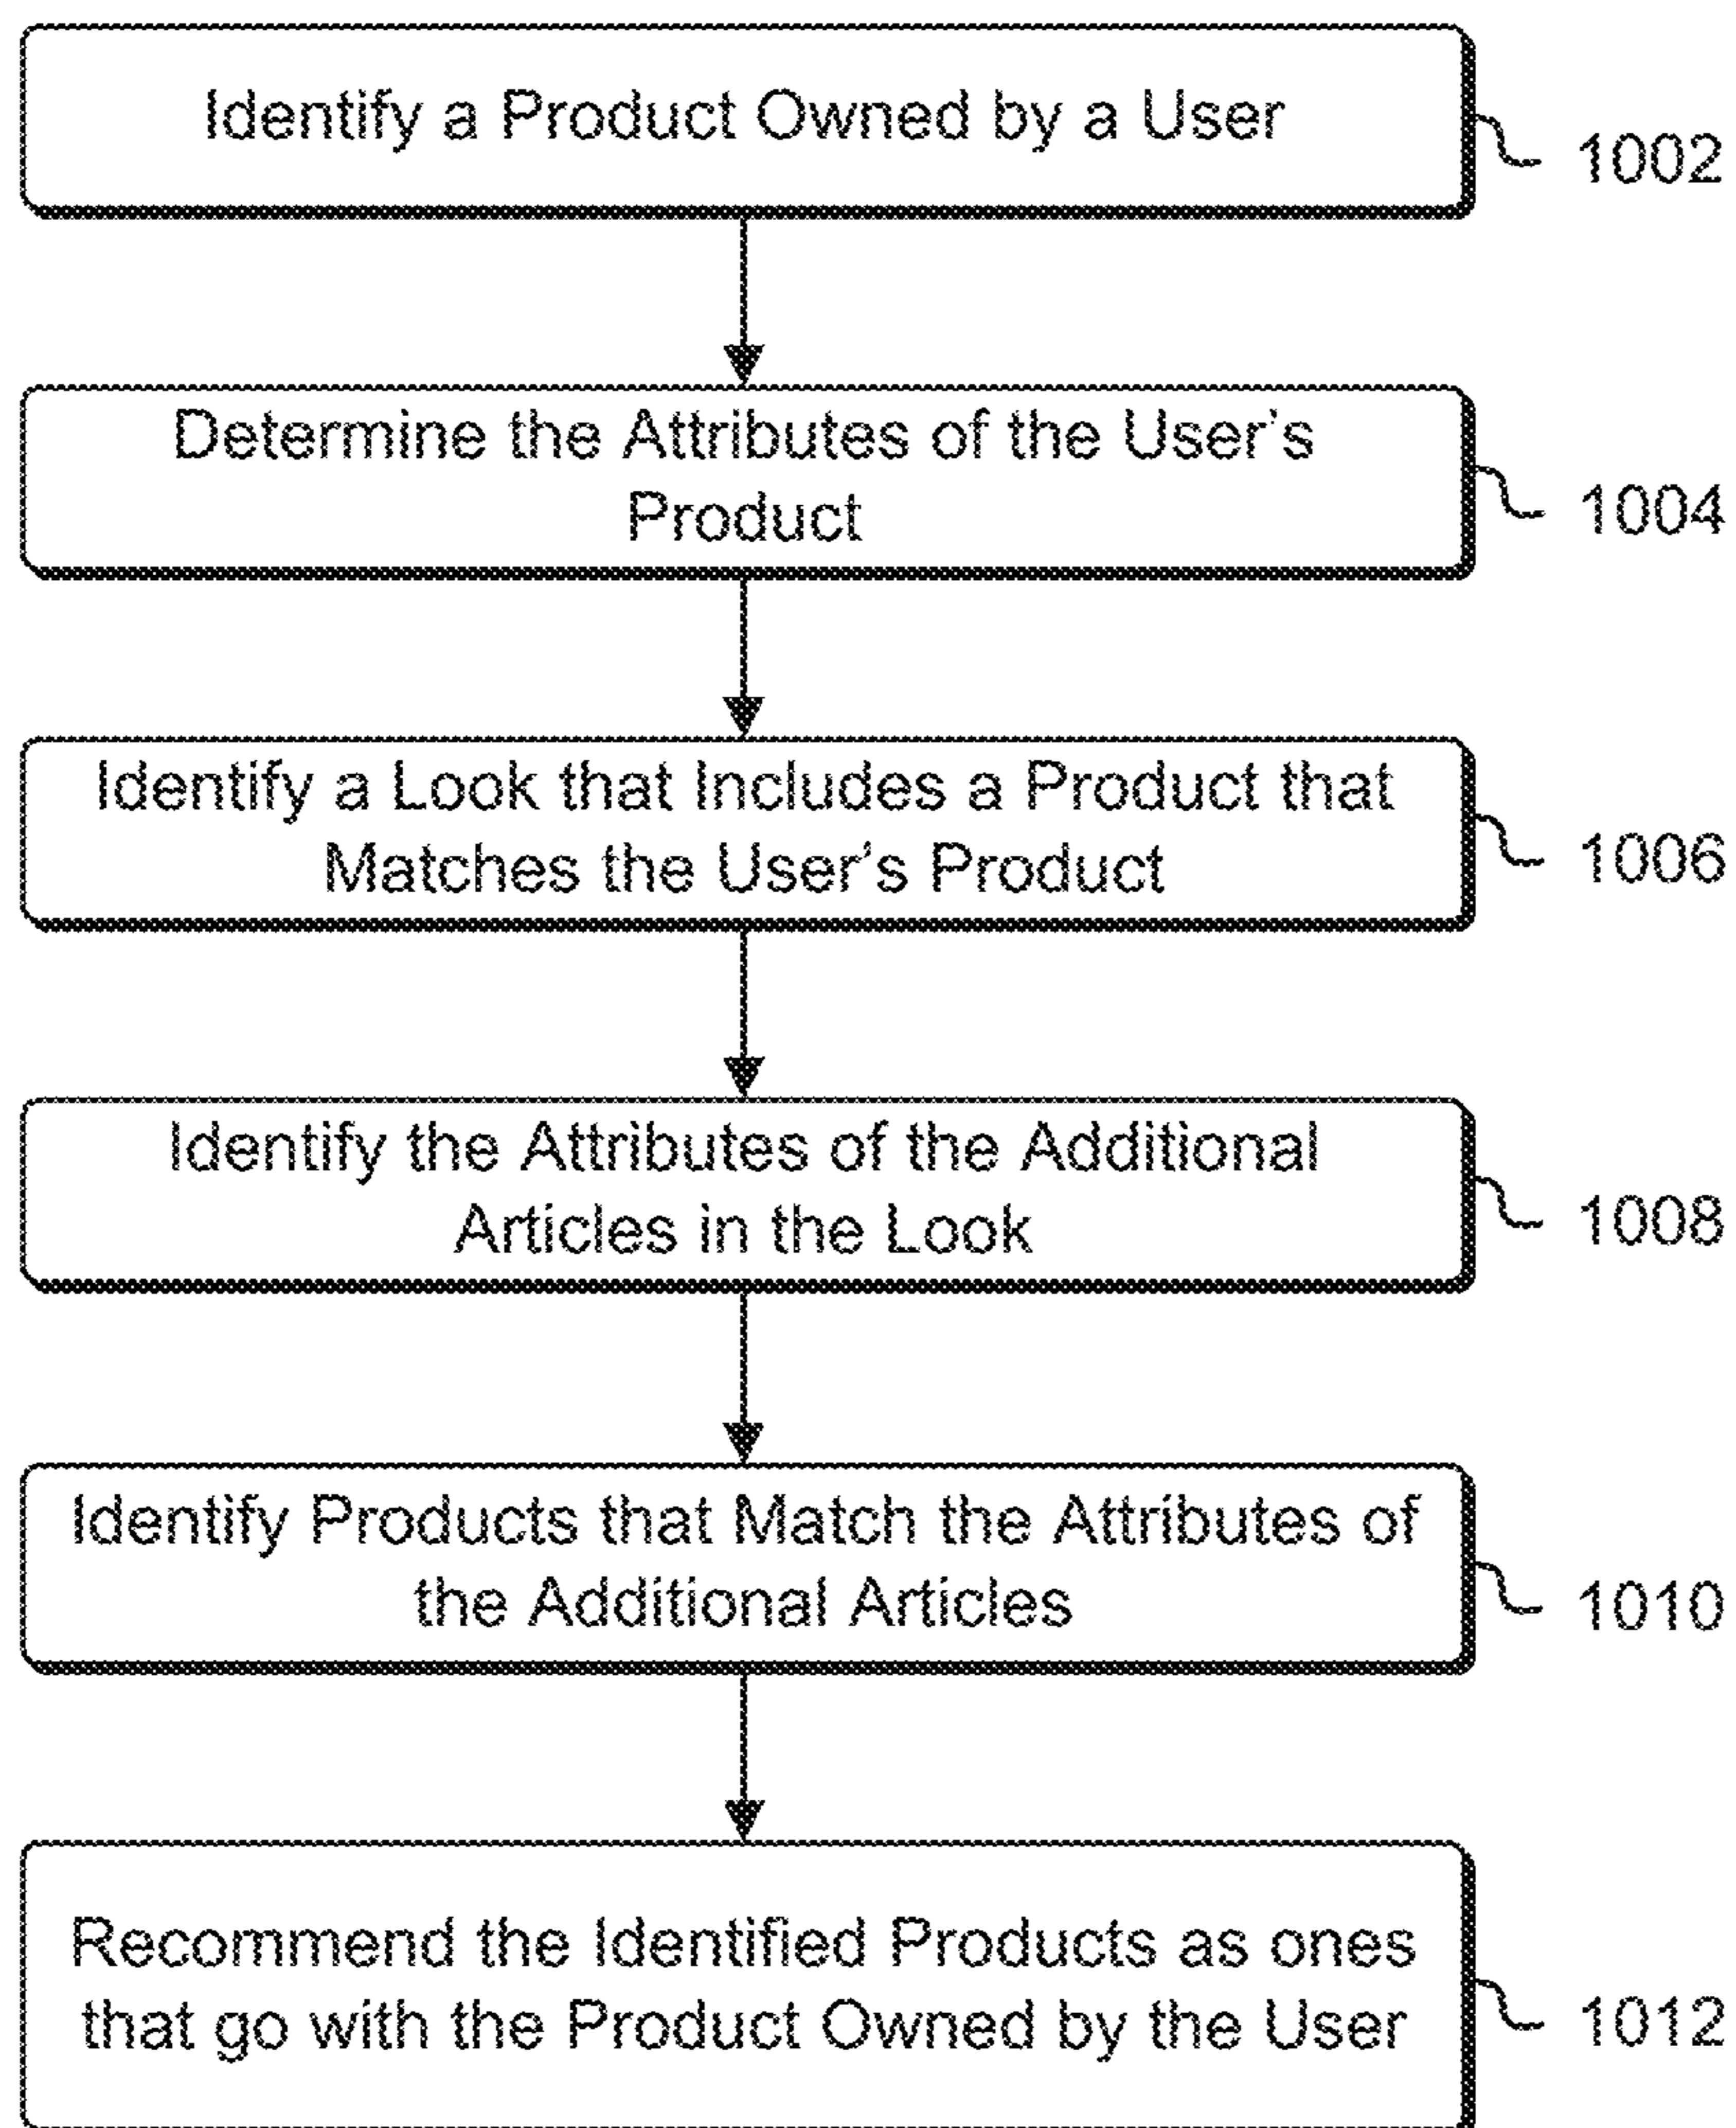 Identify a Product Owned by a User
1002
Determine the Attributes of the User's
Product
1004
Identify a Look that Includes a Product that
Matches the User's Product
1006
Identify the Attributes of the Additional
Articles in the Look
1008
Identify Products that Match the Attributes of
the Additional Articles
1010
Recommend the Identified Products as ones
that go with the Product Owned by the User
1012